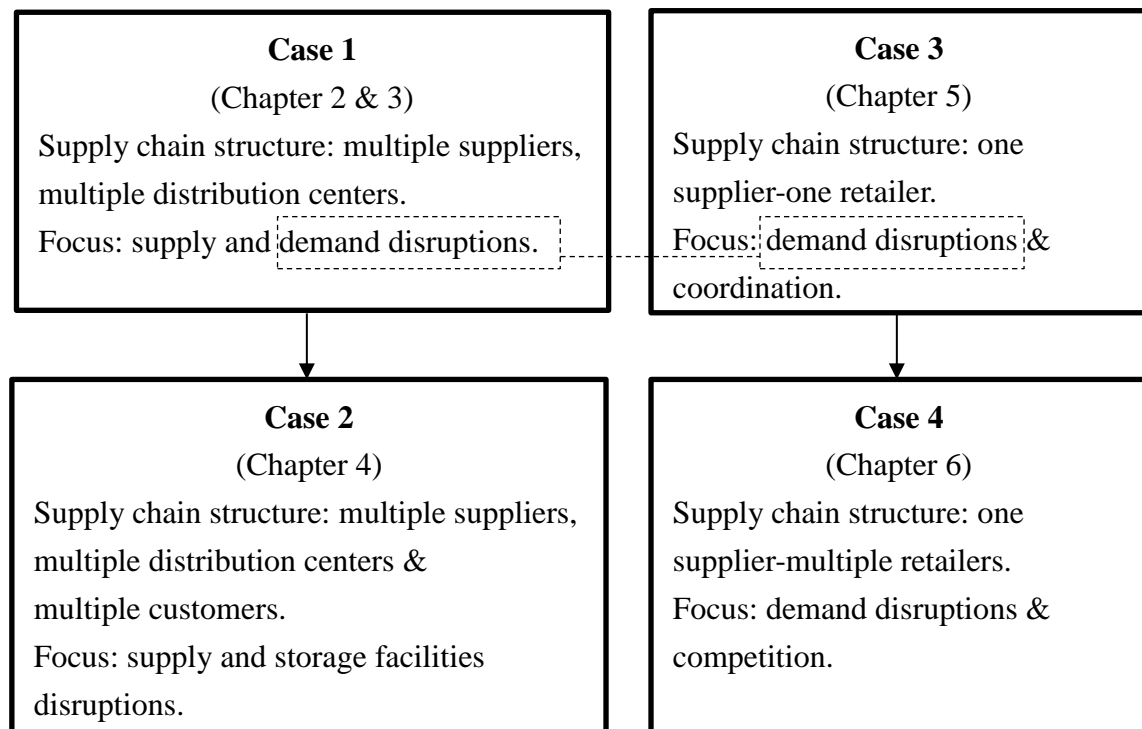 Case 1
(Chapter 2 & 3)
Supply chain structure: multiple suppliers,
multiple distribution centers.
Focus: supply and demand disruptions.
Case 3
(Chapter 5)
Supply chain structure: one
supplier-one retailer.
Focus: demand disruptions &
coordination.
Case 2
(Chapter 4)
Supply chain structure: multiple suppliers,
multiple distribution centers &
multiple customers.
Focus: supply and storage facilities
disruptions.
Case 4
(Chapter 6)
Supply chain structure: one
supplier-multiple retailers.
Focus: demand disruptions &
competition.